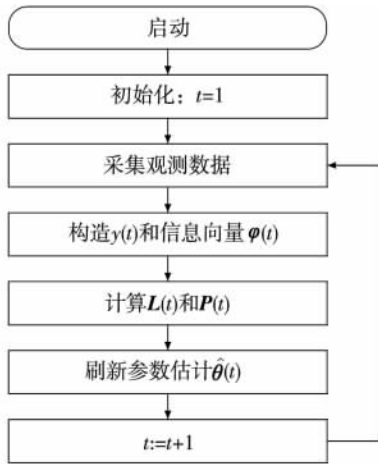 启动
初始化：t=1
采集观测数据
构造y(t)和信息向量φ(t)
计算L(t)和P(t)
刷新参数估计θ̂(t)
t:=t+1